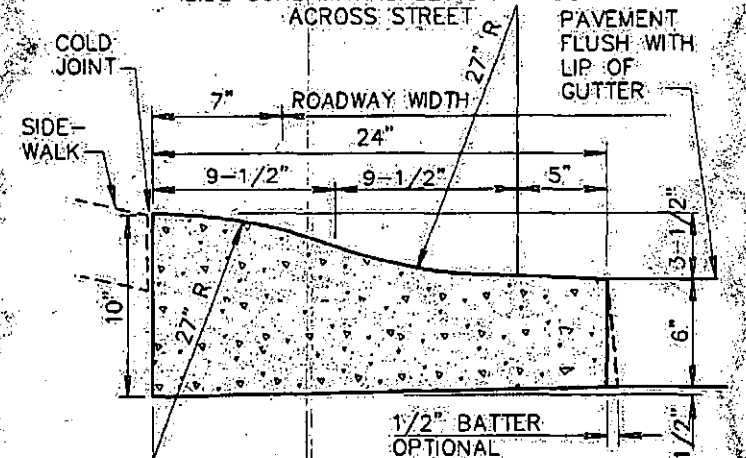 ACROSS STREET
COLD
JOINT
PAVEMENT
FLUSH WITH
LIP OF
GUTTER
27" R
7"
ROADWAY WIDTH
SIDE-
WALK
24"
9-1/2"
9-1/2"
5"
3-1/2"
10"
27" R
6"
1/2" BATTER
OPTIONAL
1/2"